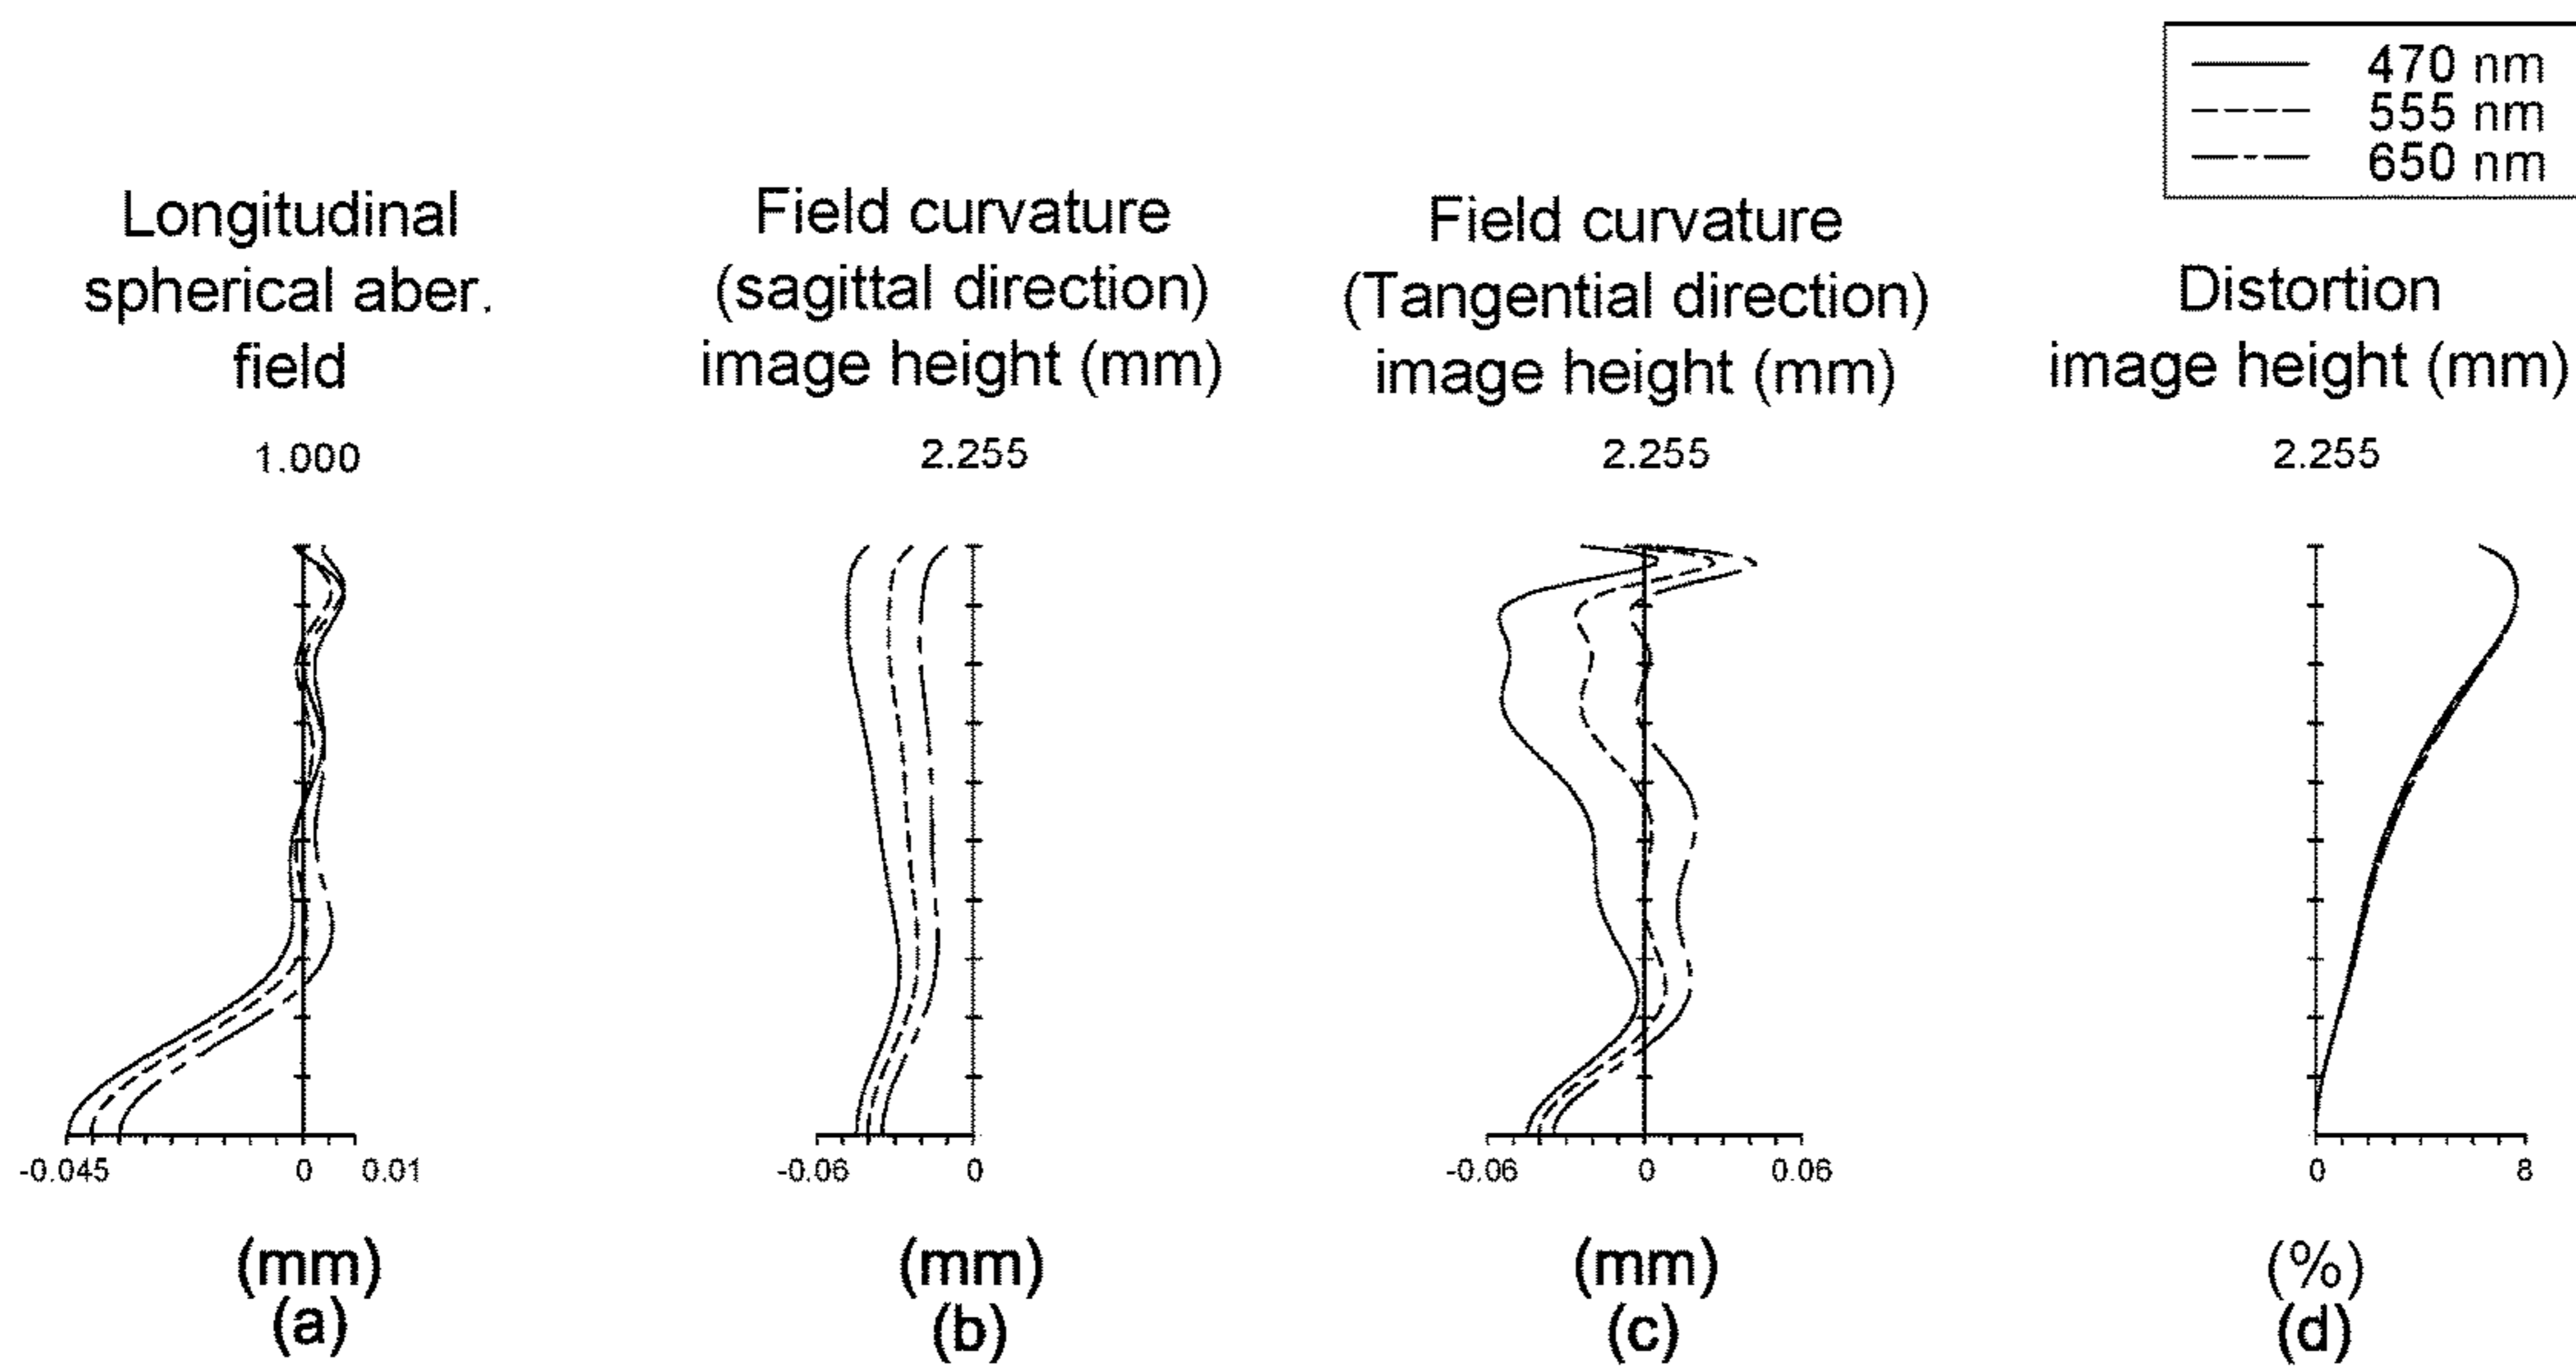 470 nm
555 nm
650 nm
Longitudinal
spherical aber.
field
1.000
-0.045
0
0.01
(mm)
(a)
Field curvature
(sagittal direction)
image height (mm)
2.255
-0.06
0
(mm)
(b)
Field curvature
(Tangential direction)
image height (mm)
2.255
-0.06
0
0.06
(mm)
(c)
Distortion
image height (mm)
2.255
0
8
(%)
(d)